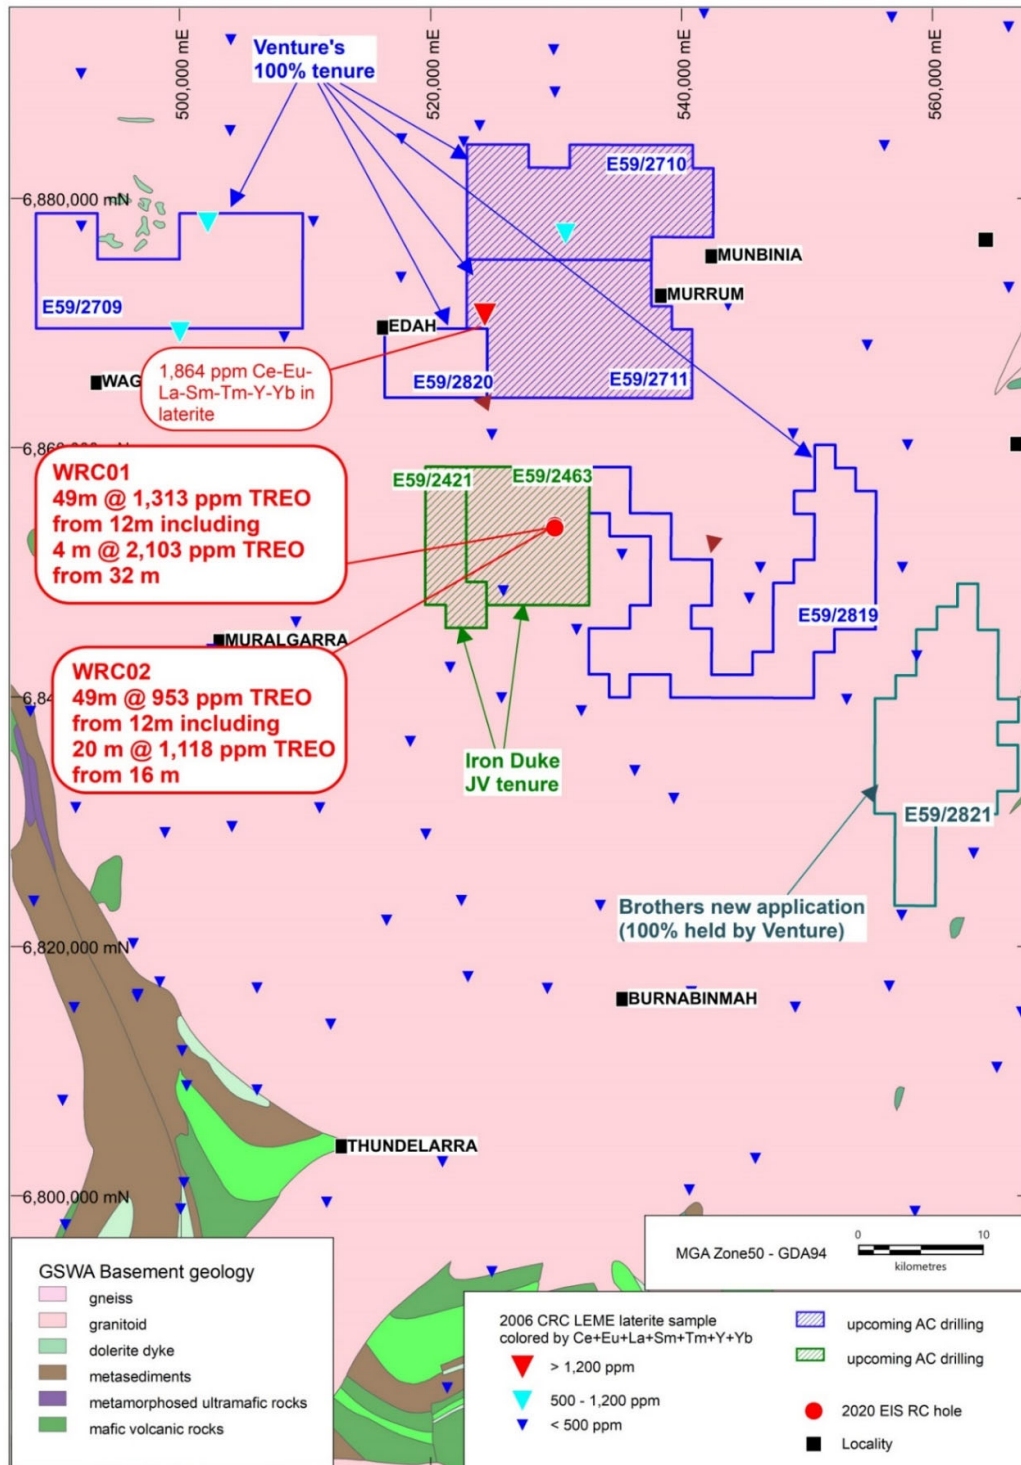 500,000 mE
520,000 mE
540,000 mE
560,000 mE
Venture's
100% tenure
E59/2710
6,880,000 mN
MUNBINIA
MURRUM
E59/2709
EDAH
1,864 ppm Ce-Eu-
La-Sm-Tm-Y-Yb in
laterite
WAG
E59/2820
E59/2711
6,860,000 mN
WRC01
49m @ 1,313 ppm TREO
from 12m including
4 m @ 2,103 ppm TREO
from 32 m
E59/2421
E59/2463
E59/2819
MURALGARRA
WRC02
49m @ 953 ppm TREO
from 12m including
20 m @ 1,118 ppm TREO
from 16 m
6,84
Iron Duke
JV tenure
E59/2821
Brothers new application
(100% held by Venture)
6,820,000 mN
BURNABINMAH
THUNDELARRA
6,800,000 mN
MGA Zone50 - GDA94
0
10
kilometres
GSWA Basement geology
gneiss
granitoid
dolerite dyke
metasediments
metamorphosed ultramafic rocks
mafic volcanic rocks
2006 CRC LEME laterite sample
colored by Ce+Eu+La+Sm+Tm+Y+Yb
> 1,200 ppm
500 - 1,200 ppm
< 500 ppm
upcoming AC drilling
upcoming AC drilling
2020 EIS RC hole
Locality